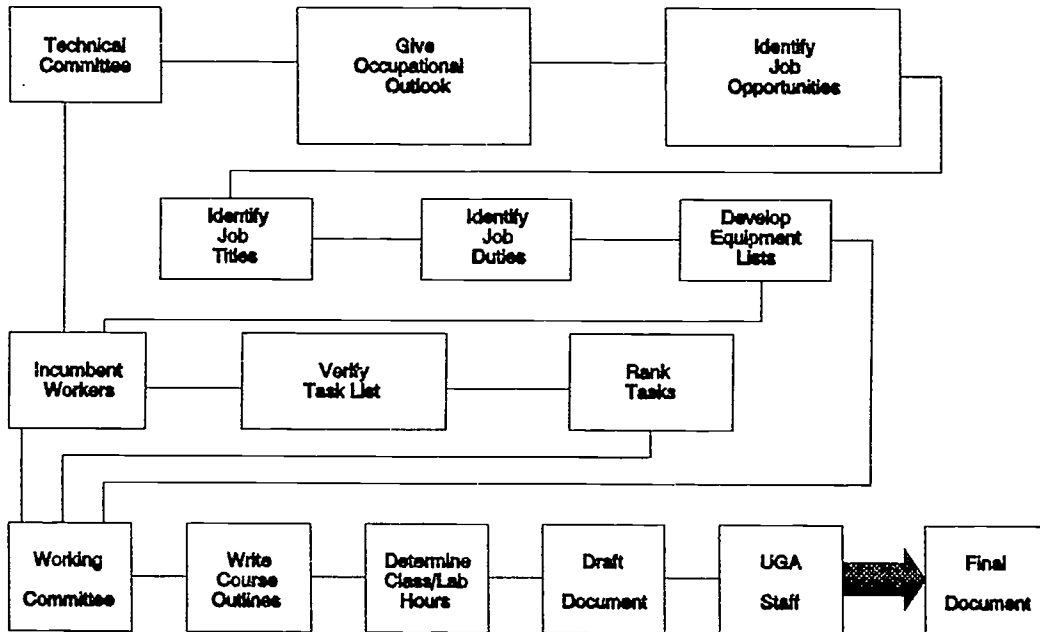 Technical
Committee
Give
Occupational
Outlook
Identify
Job
Opportunities
Identify
Job
Titles
Identify
Job
Duties
Develop
Equipment
Lists
Incumbent
Workers
Verify
Task List
Rank
Tasks
Working
Committee
Write
Course
Outlines
Determine
Class/Lab
Hours
Draft
Document
UGA
Staff
Final
Document